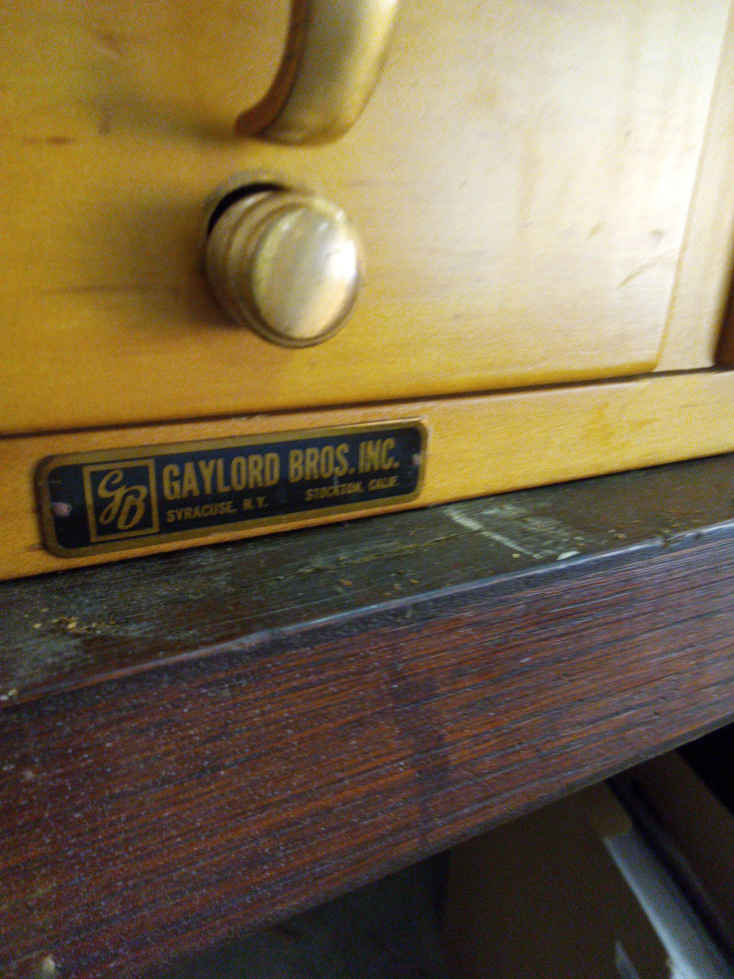 GB GAYLORD BROS. INC.
SYRACUSE, N.Y. STOCKTON, CALIF.